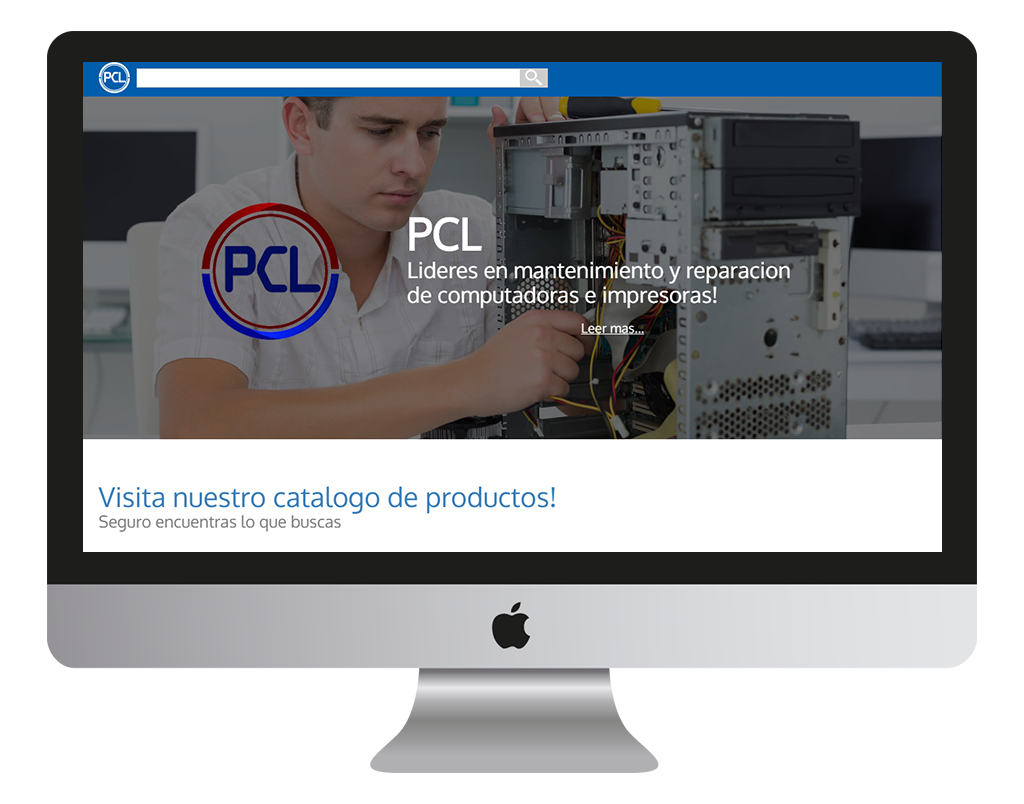 PCL
PCL
PCL
Lideres en mantenimiento y reparacion
de computadoras e impresoras!
Leer mas...
Visita nuestro catalogo de productos!
Seguro encuentras lo que buscas